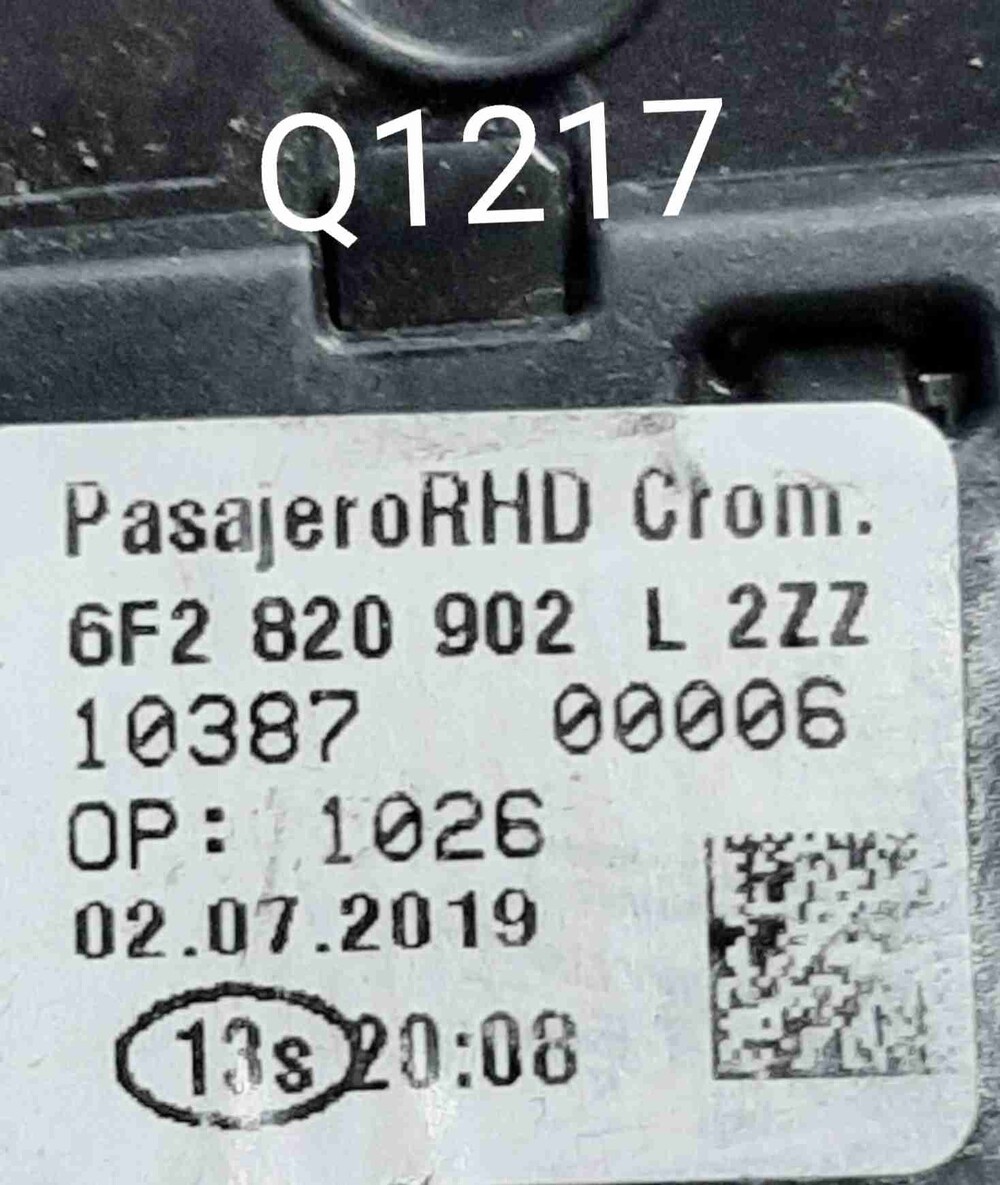 Q1217
PasajeroRHD Crom.
6F2 820 902 L 2ZZ
10387 00006
OP: 1026
02.07.2019
13s 20:08